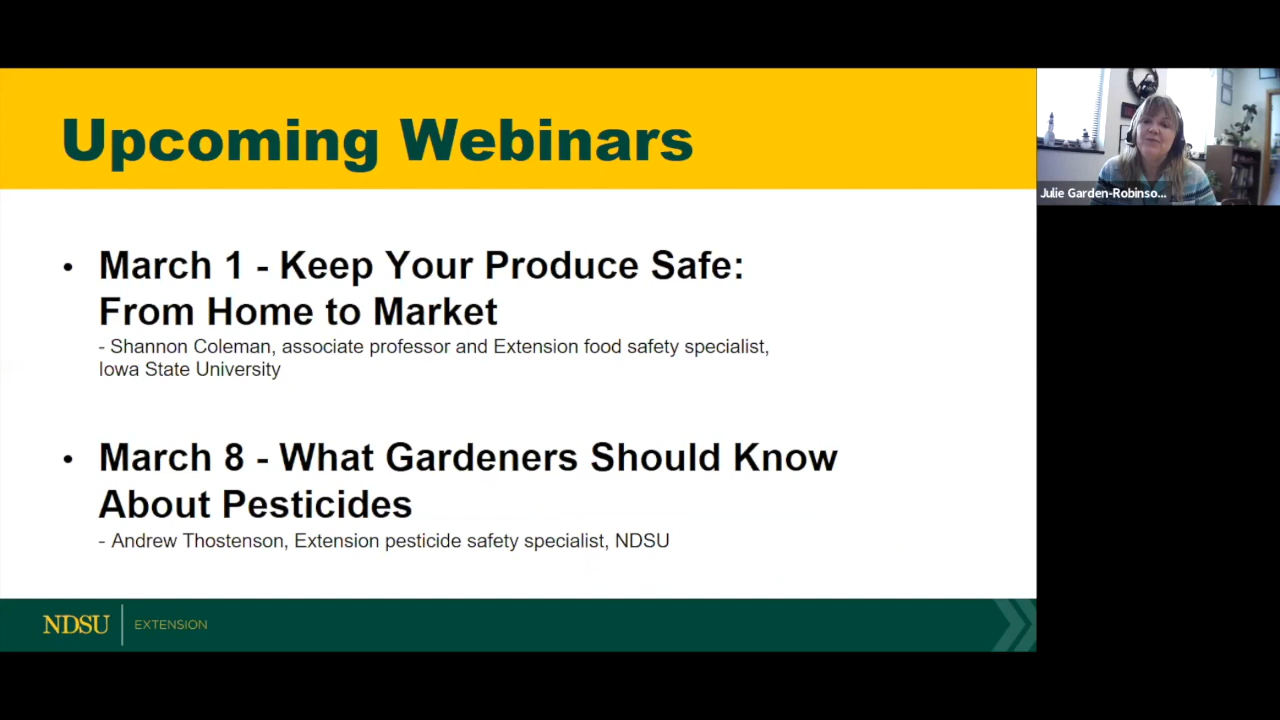 Upcoming Webinars
• March 1 - Keep Your Produce Safe:
From Home to Market
- Shannon Coleman, associate professor and Extension food safety specialist,
Iowa State University
• March 8 - What Gardeners Should Know
About Pesticides
- Andrew Thostenson, Extension pesticide safety specialist, NDSU
NDSU EXTENSION
Julie Garden-Robinso...